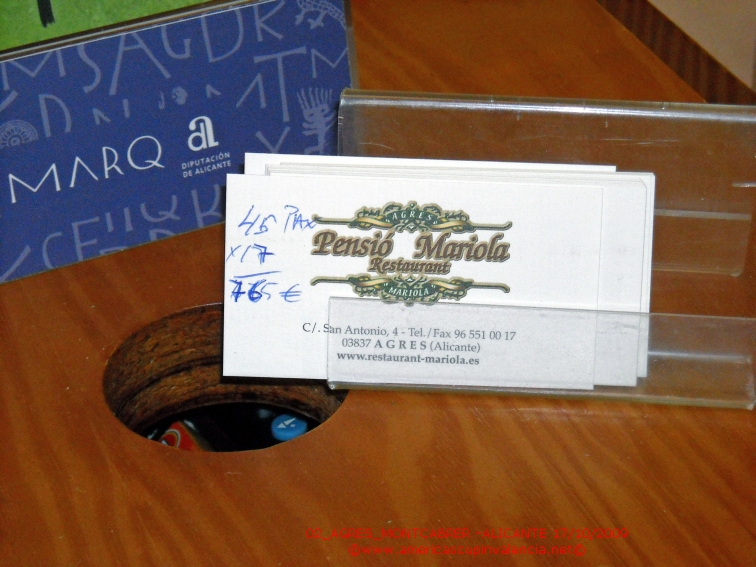 MARQ
al
DIPUTACIÓN
DE ALICANTE
45 PAX
x17
765 €
AGRES
Pensió Mariola
Restaurant
MARIOLA
C/. San Antonio, 4 - Tel./Fax 96 551 00 17
03837 AGRES (Alicante)
www.restaurant-mariola.es